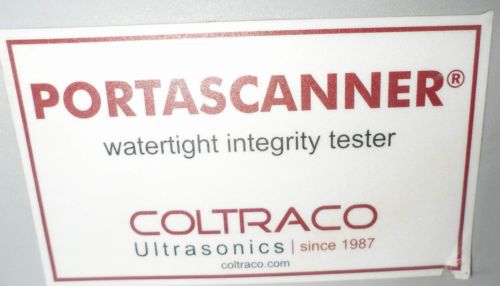 PORTASCANNER®
watertight integrity tester
COLTRACO
Ultrasonics | since 1987
coltraco.com